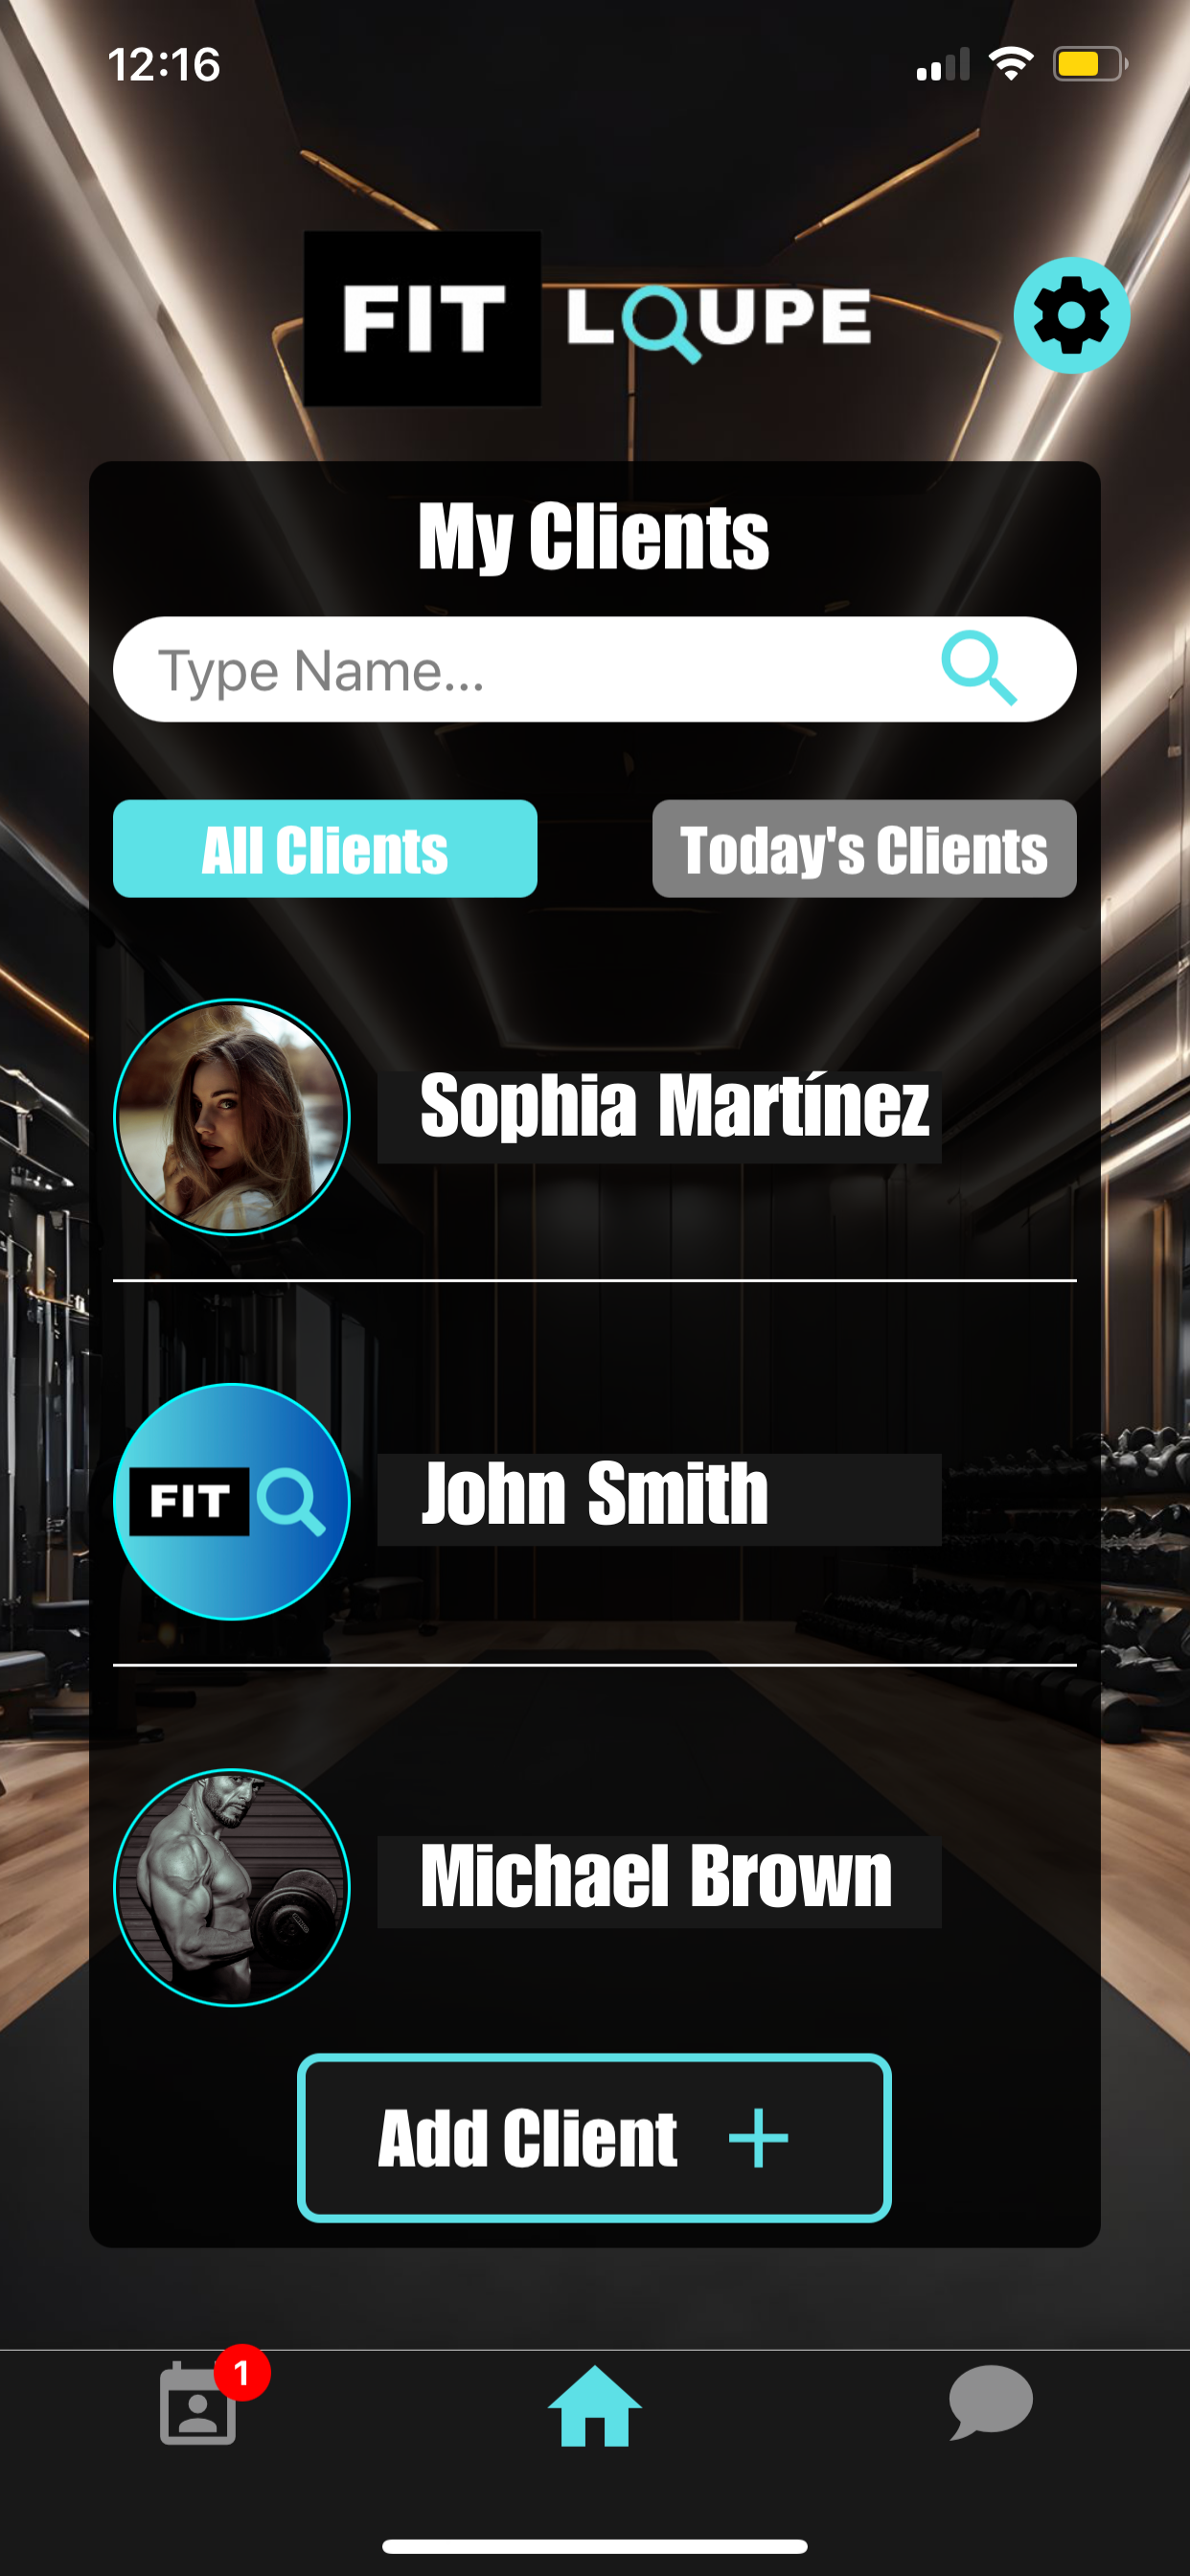 12:16
FIT LOUPE
My Clients
Type Name...
All Clients
Today's Clients
Sophia Martínez
FIT
John Smith
Michael Brown
Add Client +
1